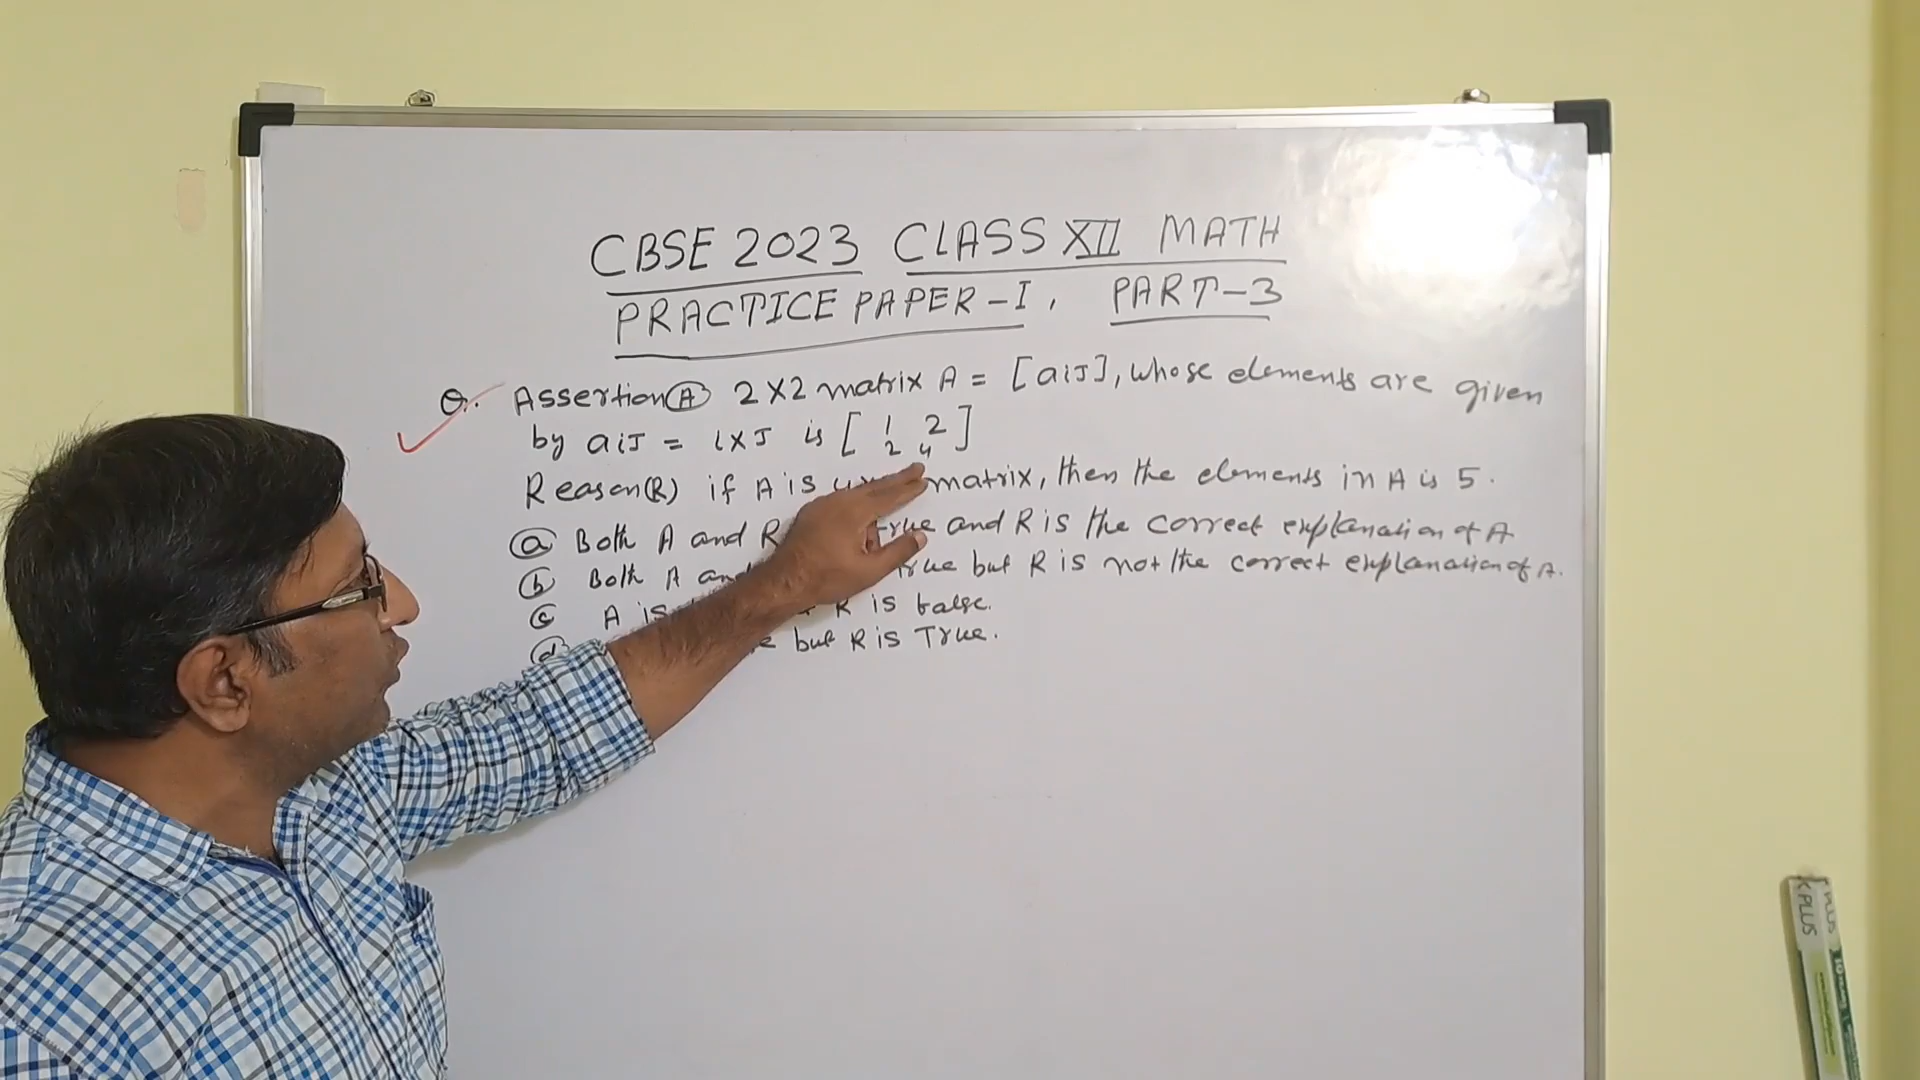 CBSE 2023 CLASS XII MATH
PRACTICE PAPER-I, PART-3
Q. Assertion(A) 2X2 matrix A = [aiJ], whose elements are given
by aiJ = iXJ is [ 1 2
2 4 ]
Reason(R) if A is matrix, then the elements in A is 5.
(a) Both A and R true and R is the correct explanation of A
(b) Both A and true but R is not the correct explanation of A.
(c) A is R is false.
(d) but R is True.
K PLUS
PLUS